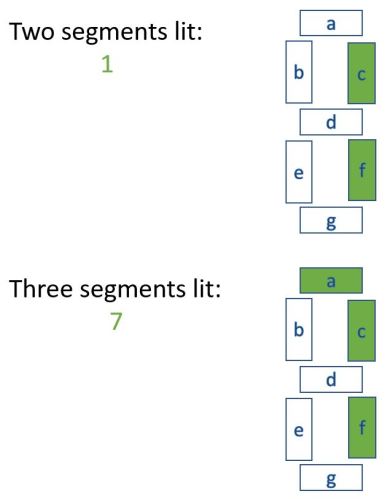 Two segments lit:
1
a
b c
d
e f
g
Three segments lit:
7
a
b c
d
e f
g